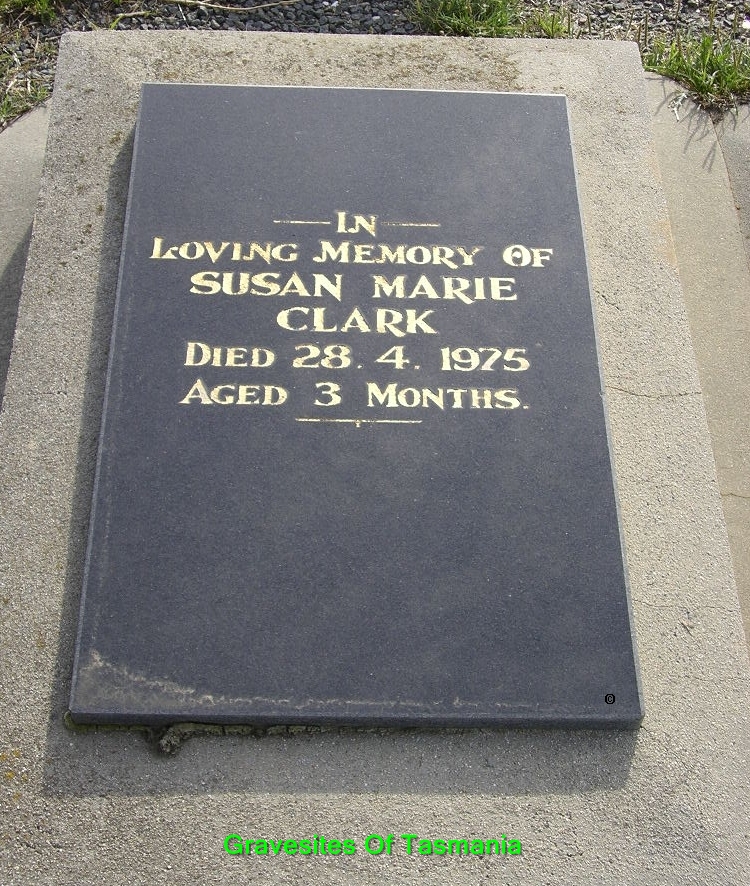 IN
LOVING MEMORY OF
SUSAN MARIE
CLARK
DIED 28. 4. 1975
AGED 3 MONTHS.
©
Gravesites Of Tasmania